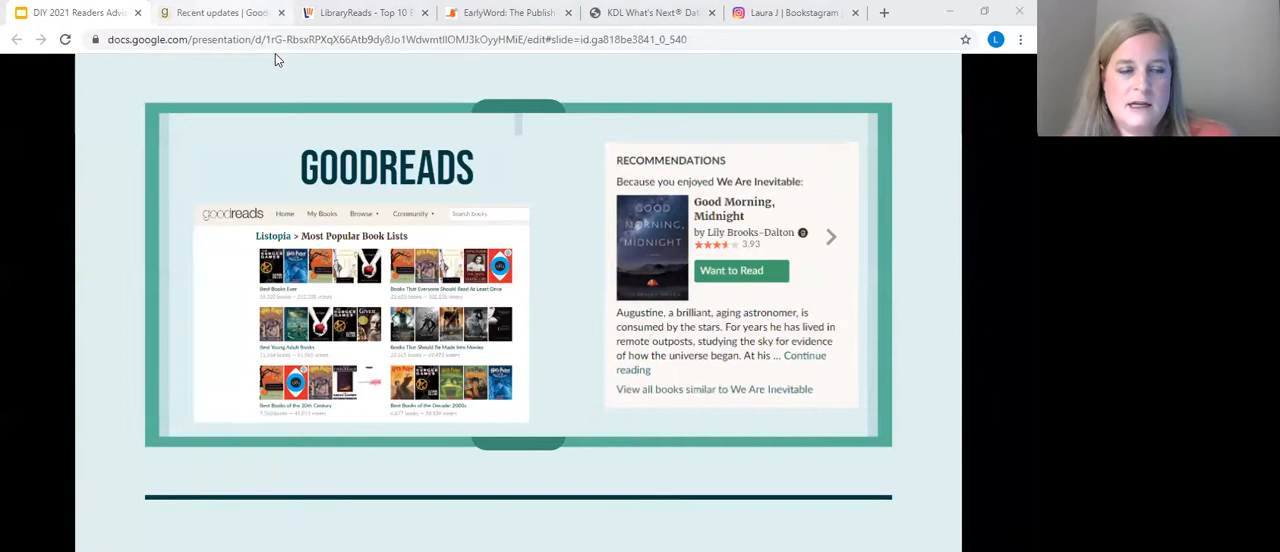 DIY 2021 Readers Advi
Recent updates | Good
LibraryReads - Top 10 B
EarlyWord: The Publish
KDL What's Next® Dat
Laura J | Bookstagram
docs.google.com/presentation/d/1rG-RbsxRPXqX66Atb9dy8Jo1WdwmtIlOMJ3kOyyHMiE/edit#slide=id.ga818be3841_0_540
L
GOODREADS
goodreads Home My Books Browse Community Search books
Listopia > Most Popular Book Lists
Best Books Ever
Books That Everyone Should Read At Least Once
Best Young Adult Books
Books That Should Be Made Into Movies
Best Books of the 20th Century
Best Books of the Decade: 2000s
RECOMMENDATIONS
Because you enjoyed We Are Inevitable:
GOOD
MORNING,
MIDNIGHT
Good Morning,
Midnight
by Lily Brooks-Dalton
3.93
Want to Read
Augustine, a brilliant, aging astronomer, is
consumed by the stars. For years he has lived in
remote outposts, studying the sky for evidence
of how the universe began. At his ... Continue
reading
View all books similar to We Are Inevitable